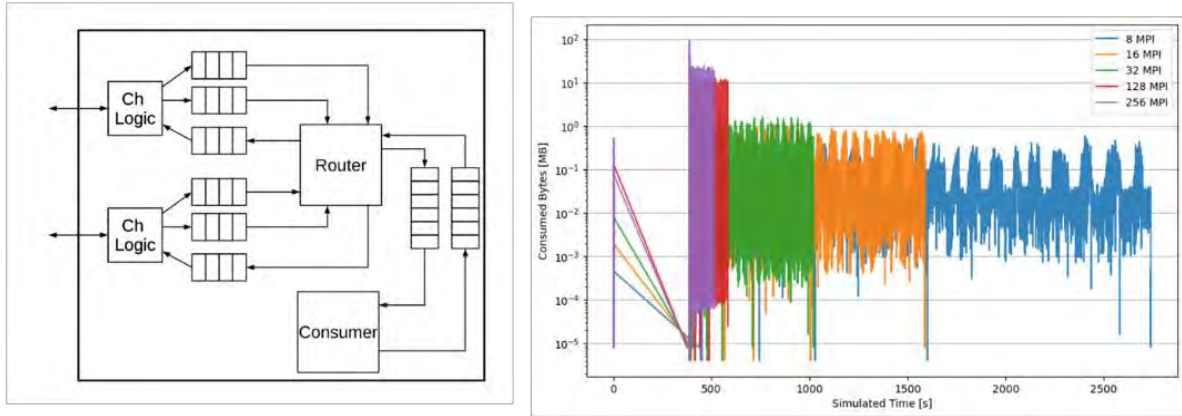 Ch
Logic
Router
Ch
Logic
Consumer
Consumed Bytes [MB]
10²
10¹
10⁰
10⁻¹
10⁻²
10⁻³
10⁻⁴
10⁻⁵
8 MPI
16 MPI
32 MPI
128 MPI
256 MPI
0 500 1000 1500 2000 2500
Simulated Time [s]